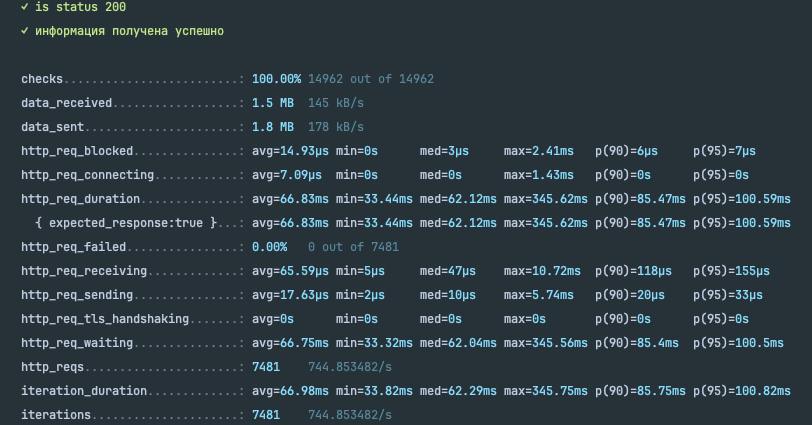 ✓ is status 200
✓ информация получена успешно
checks.........................: 100.00% 14962 out of 14962
data_received..................: 1.5 MB 145 kB/s
data_sent......................: 1.8 MB 178 kB/s
http_req_blocked...............: avg=14.93µs min=0s med=3µs max=2.41ms p(90)=6µs p(95)=7µs
http_req_connecting............: avg=7.09µs min=0s med=0s max=1.43ms p(90)=0s p(95)=0s
http_req_duration..............: avg=66.83ms min=33.44ms med=62.12ms max=345.62ms p(90)=85.47ms p(95)=100.59ms
{ expected_response:true }...: avg=66.83ms min=33.44ms med=62.12ms max=345.62ms p(90)=85.47ms p(95)=100.59ms
http_req_failed................: 0.00% 0 out of 7481
http_req_receiving.............: avg=65.59µs min=5µs med=47µs max=10.72ms p(90)=118µs p(95)=155µs
http_req_sending...............: avg=17.63µs min=2µs med=10µs max=5.74ms p(90)=20µs p(95)=33µs
http_req_tls_handshaking.......: avg=0s min=0s med=0s max=0s p(90)=0s p(95)=0s
http_req_waiting...............: avg=66.75ms min=33.32ms med=62.04ms max=345.56ms p(90)=85.4ms p(95)=100.5ms
http_reqs......................: 7481 744.853482/s
iteration_duration.............: avg=66.98ms min=33.82ms med=62.29ms max=345.75ms p(90)=85.75ms p(95)=100.82ms
iterations.....................: 7481 744.853482/s